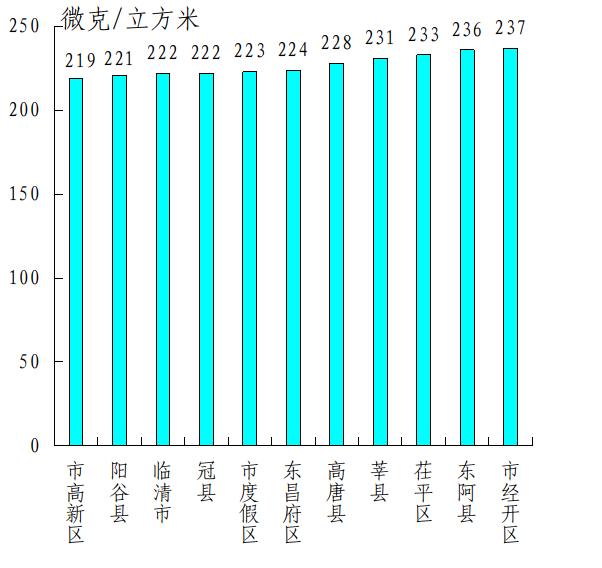 微克/立方米
250
200
150
100
50
0
219 221 222 222 223 224 228 231 233 236 237
市高新区
阳谷县
临清市
冠县
市度假区
东昌府区
高唐县
莘县
茌平区
东阿县
市经开区